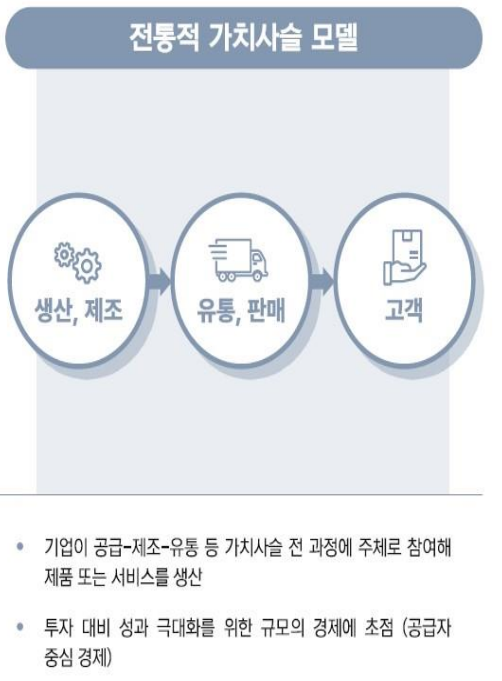 전통적 가치사슬 모델
생산, 제조
유통, 판매
고객
• 기업이 공급-제조-유통 등 가치사슬 전 과정에 주체로 참여해
제품 또는 서비스를 생산
• 투자 대비 성과 극대화를 위한 규모의 경제에 초점 (공급자
중심 경제)